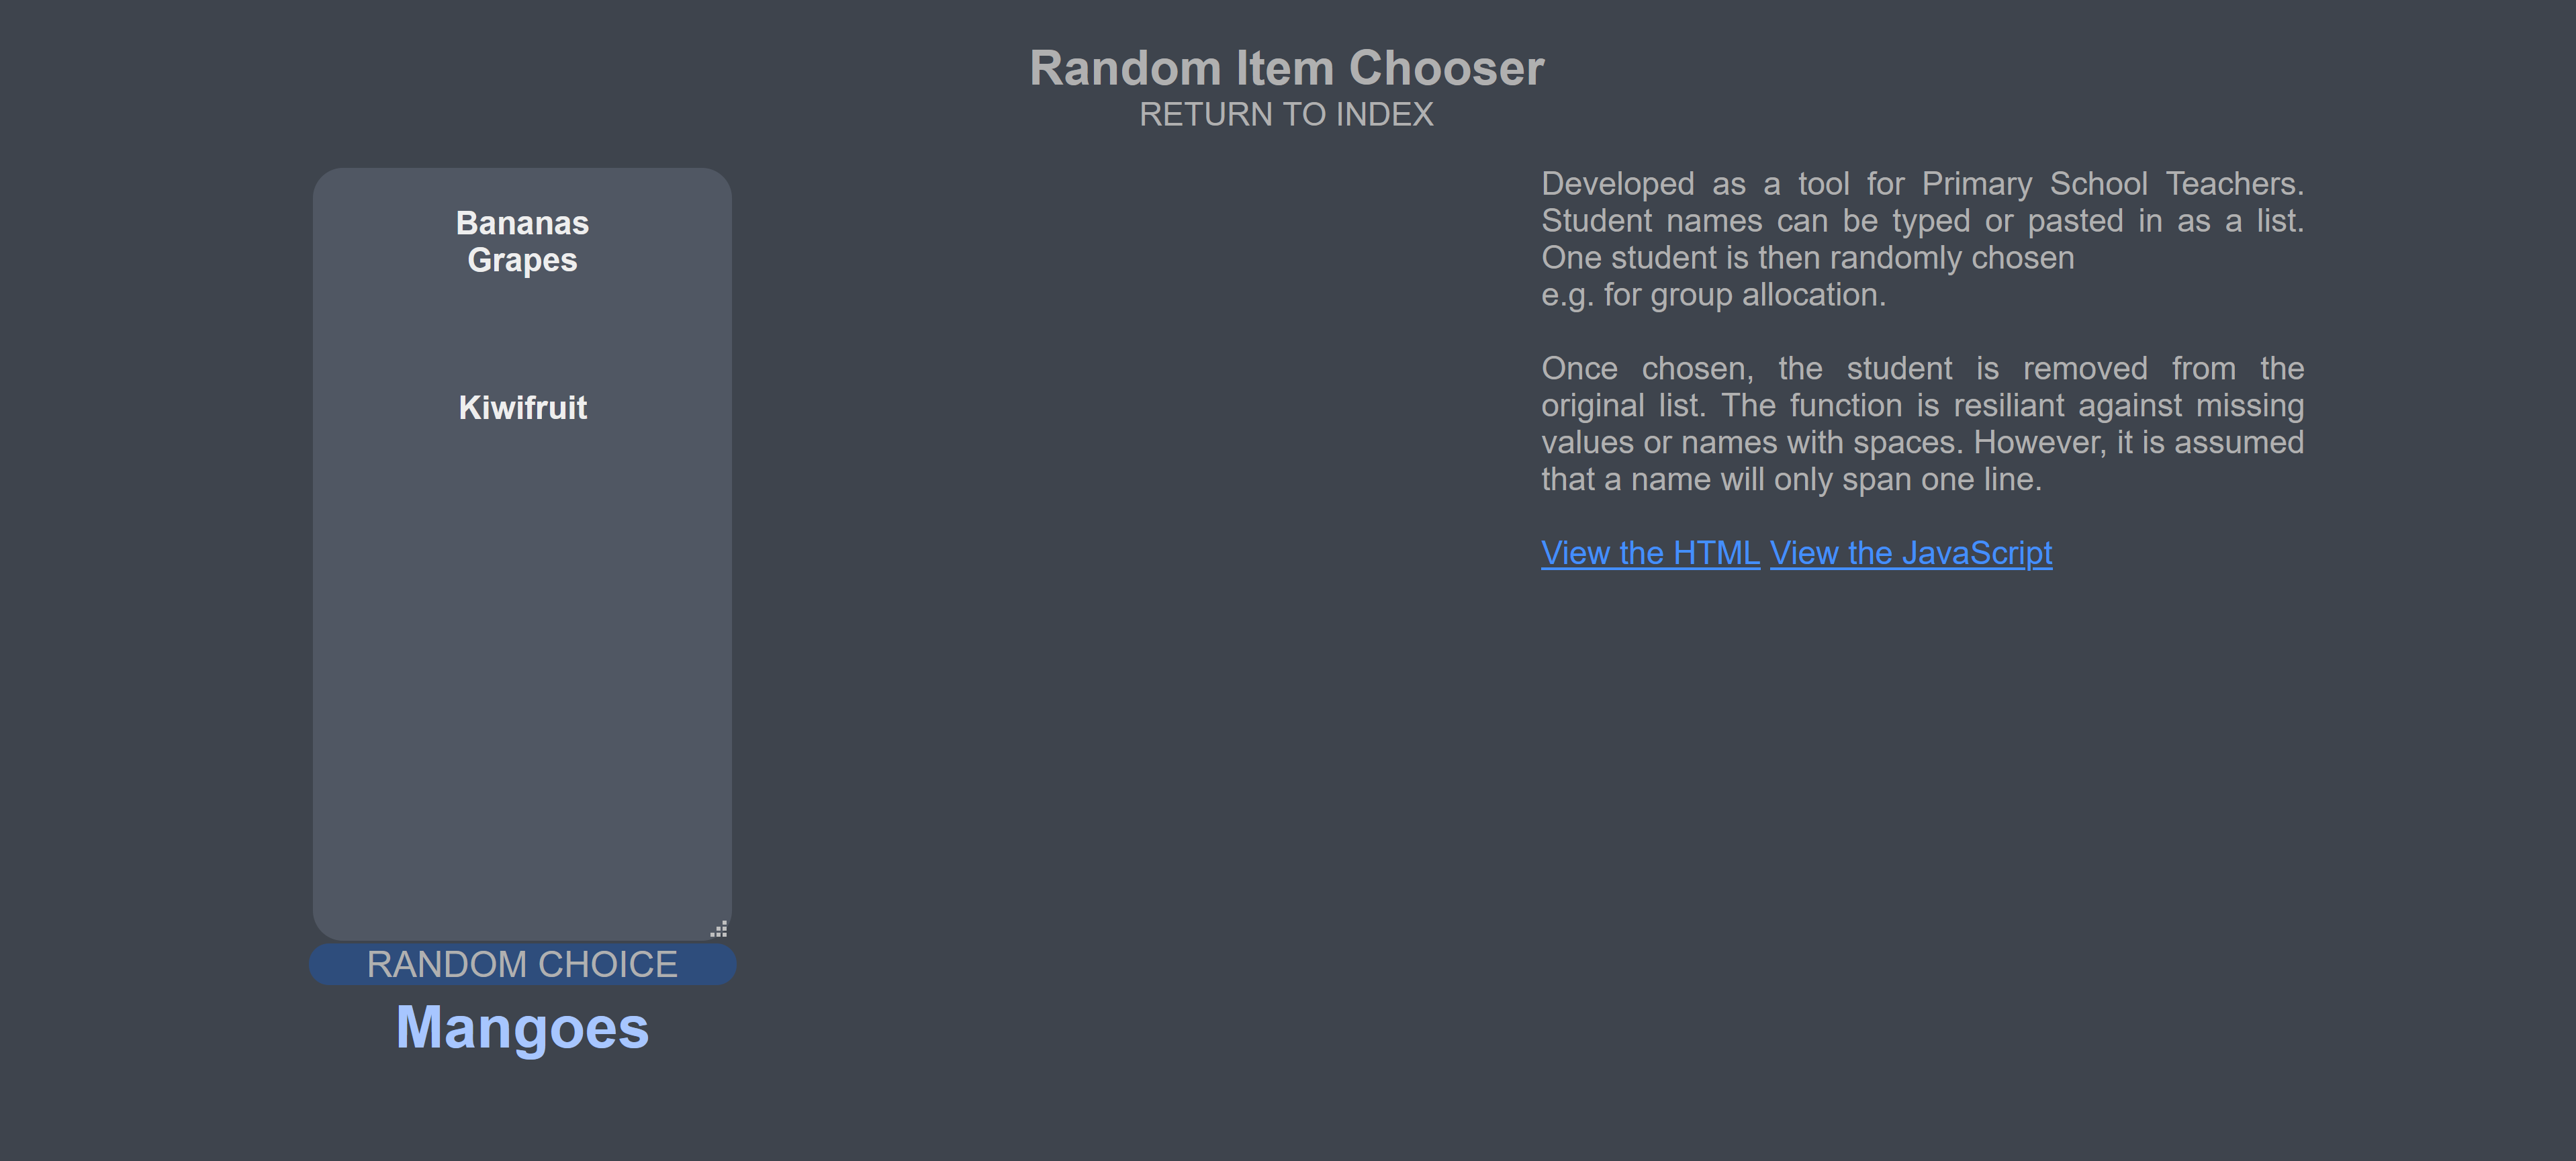 Random Item Chooser
RETURN TO INDEX
Bananas
Grapes
Kiwifruit
RANDOM CHOICE
Mangoes
Developed as a tool for Primary School Teachers.
Student names can be typed or pasted in as a list.
One student is then randomly chosen
e.g. for group allocation.
Once chosen, the student is removed from the
original list. The function is resiliant against missing
values or names with spaces. However, it is assumed
that a name will only span one line.
View the HTML View the JavaScript